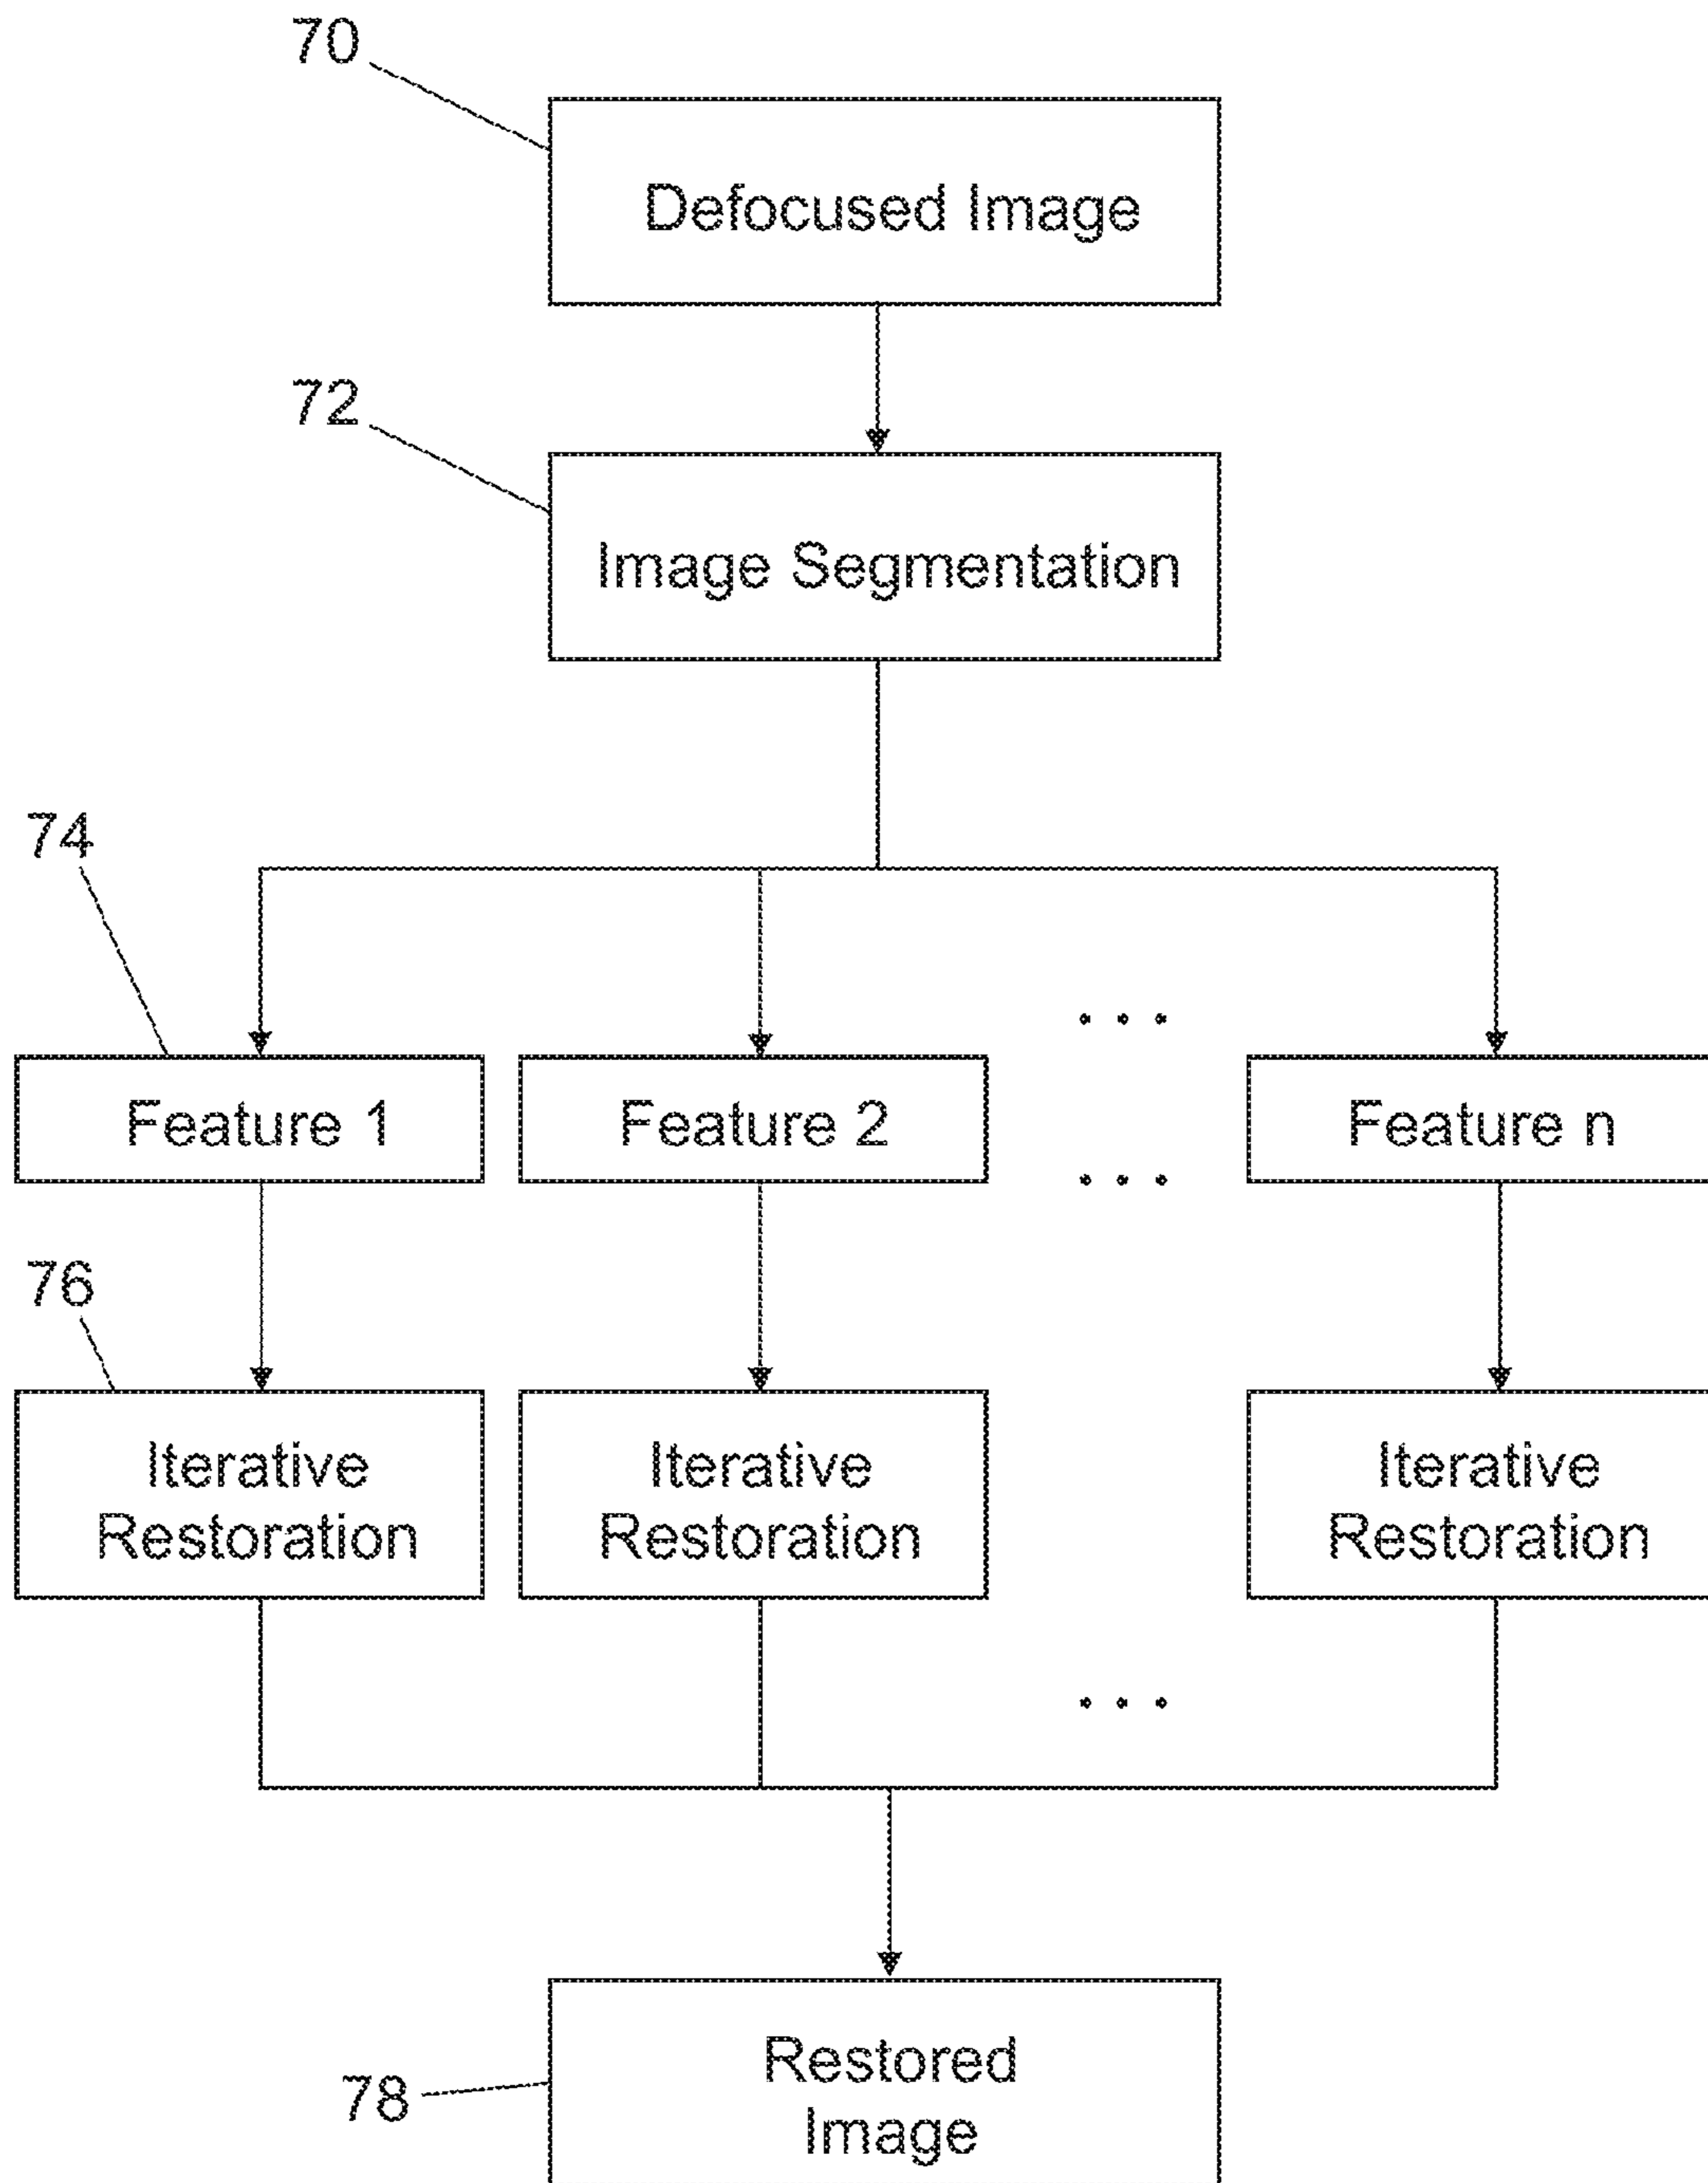 70
Defocused Image
72
Image Segmentation
74
Feature 1
Feature 2
. . .
Feature n
. . .
76
Iterative
Restoration
Iterative
Restoration
Iterative
Restoration
. . .
78
Restored
Image